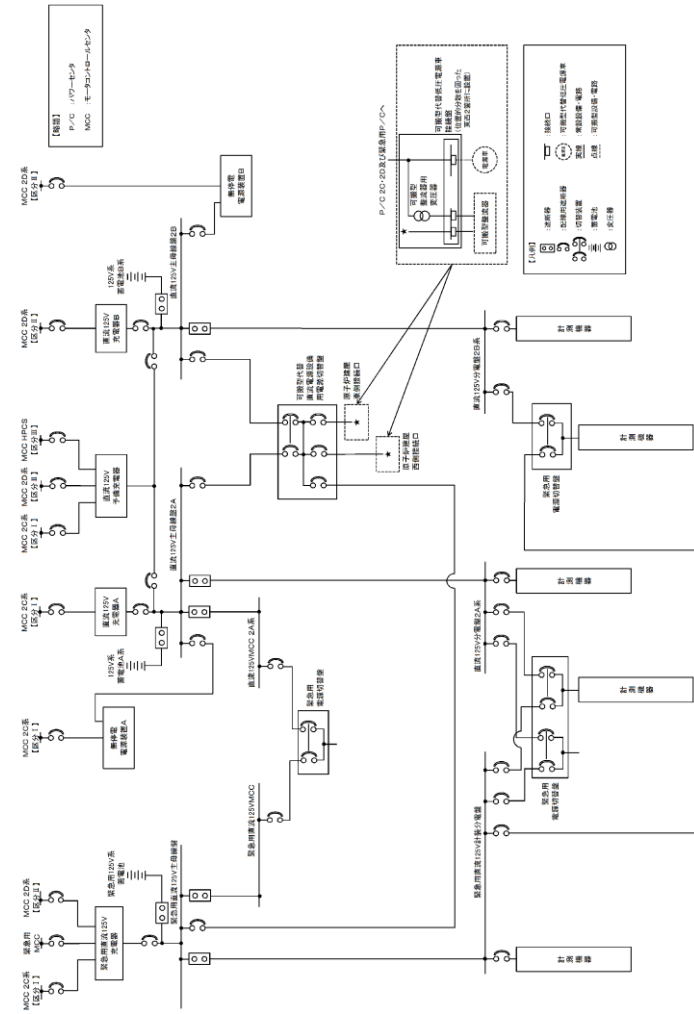 【略語】
P/C :パワーセンタ
MCC :モータコントロールセンタ
MCC 2C系
【区分Ⅰ】
緊急用
MCC
MCC 2D系
【区分Ⅱ】
MCC 2C系
【区分Ⅰ】
MCC 2C系
【区分Ⅰ】
MCC 2C系
【区分Ⅰ】
MCC 2D系
【区分Ⅱ】
MCC HPCS
【区分Ⅲ】
MCC 2D系
【区分Ⅱ】
MCC 2D系
【区分Ⅱ】
緊急用直流125V
充電器
緊急用125V系
蓄電池
無停電
電源装置A
125V系
蓄電池A系
直流125V
充電器A
直流125V
予備充電器
直流125V
充電器B
125V系
蓄電池B系
無停電
電源装置B
緊急用直流125V主母線盤
直流125V主母線盤2A
直流125V主母線盤2B
緊急用直流125VMCC
直流125VMCC 2A系
緊急用
電源切替盤
可搬型代替
直流電源設備
用電源切替盤
原子炉建屋
西側接続口
原子炉建屋
東側接続口
P/C 2C・2D及び緊急用P/Cへ
可搬型
整流器用
変圧器
可搬型整流器
電源車
可搬型代替低圧電源車
接続盤
(位置的分散を図った
東西2箇所に設置)
緊急用直流125V計装分電盤
直流125V分電盤2A系
直流125V分電盤2B系
緊急用
電源切替盤
緊急用
電源切替盤
計測機器
計測機器
計測機器
計測機器
計測機器
【凡例】
:遮断器
:配線用遮断器
:切替装置
:蓄電池
:変圧器
:接続口
電源車
:可搬型代替低圧電源車
実線 :常設設備・電路
点線 :可搬型設備・電路